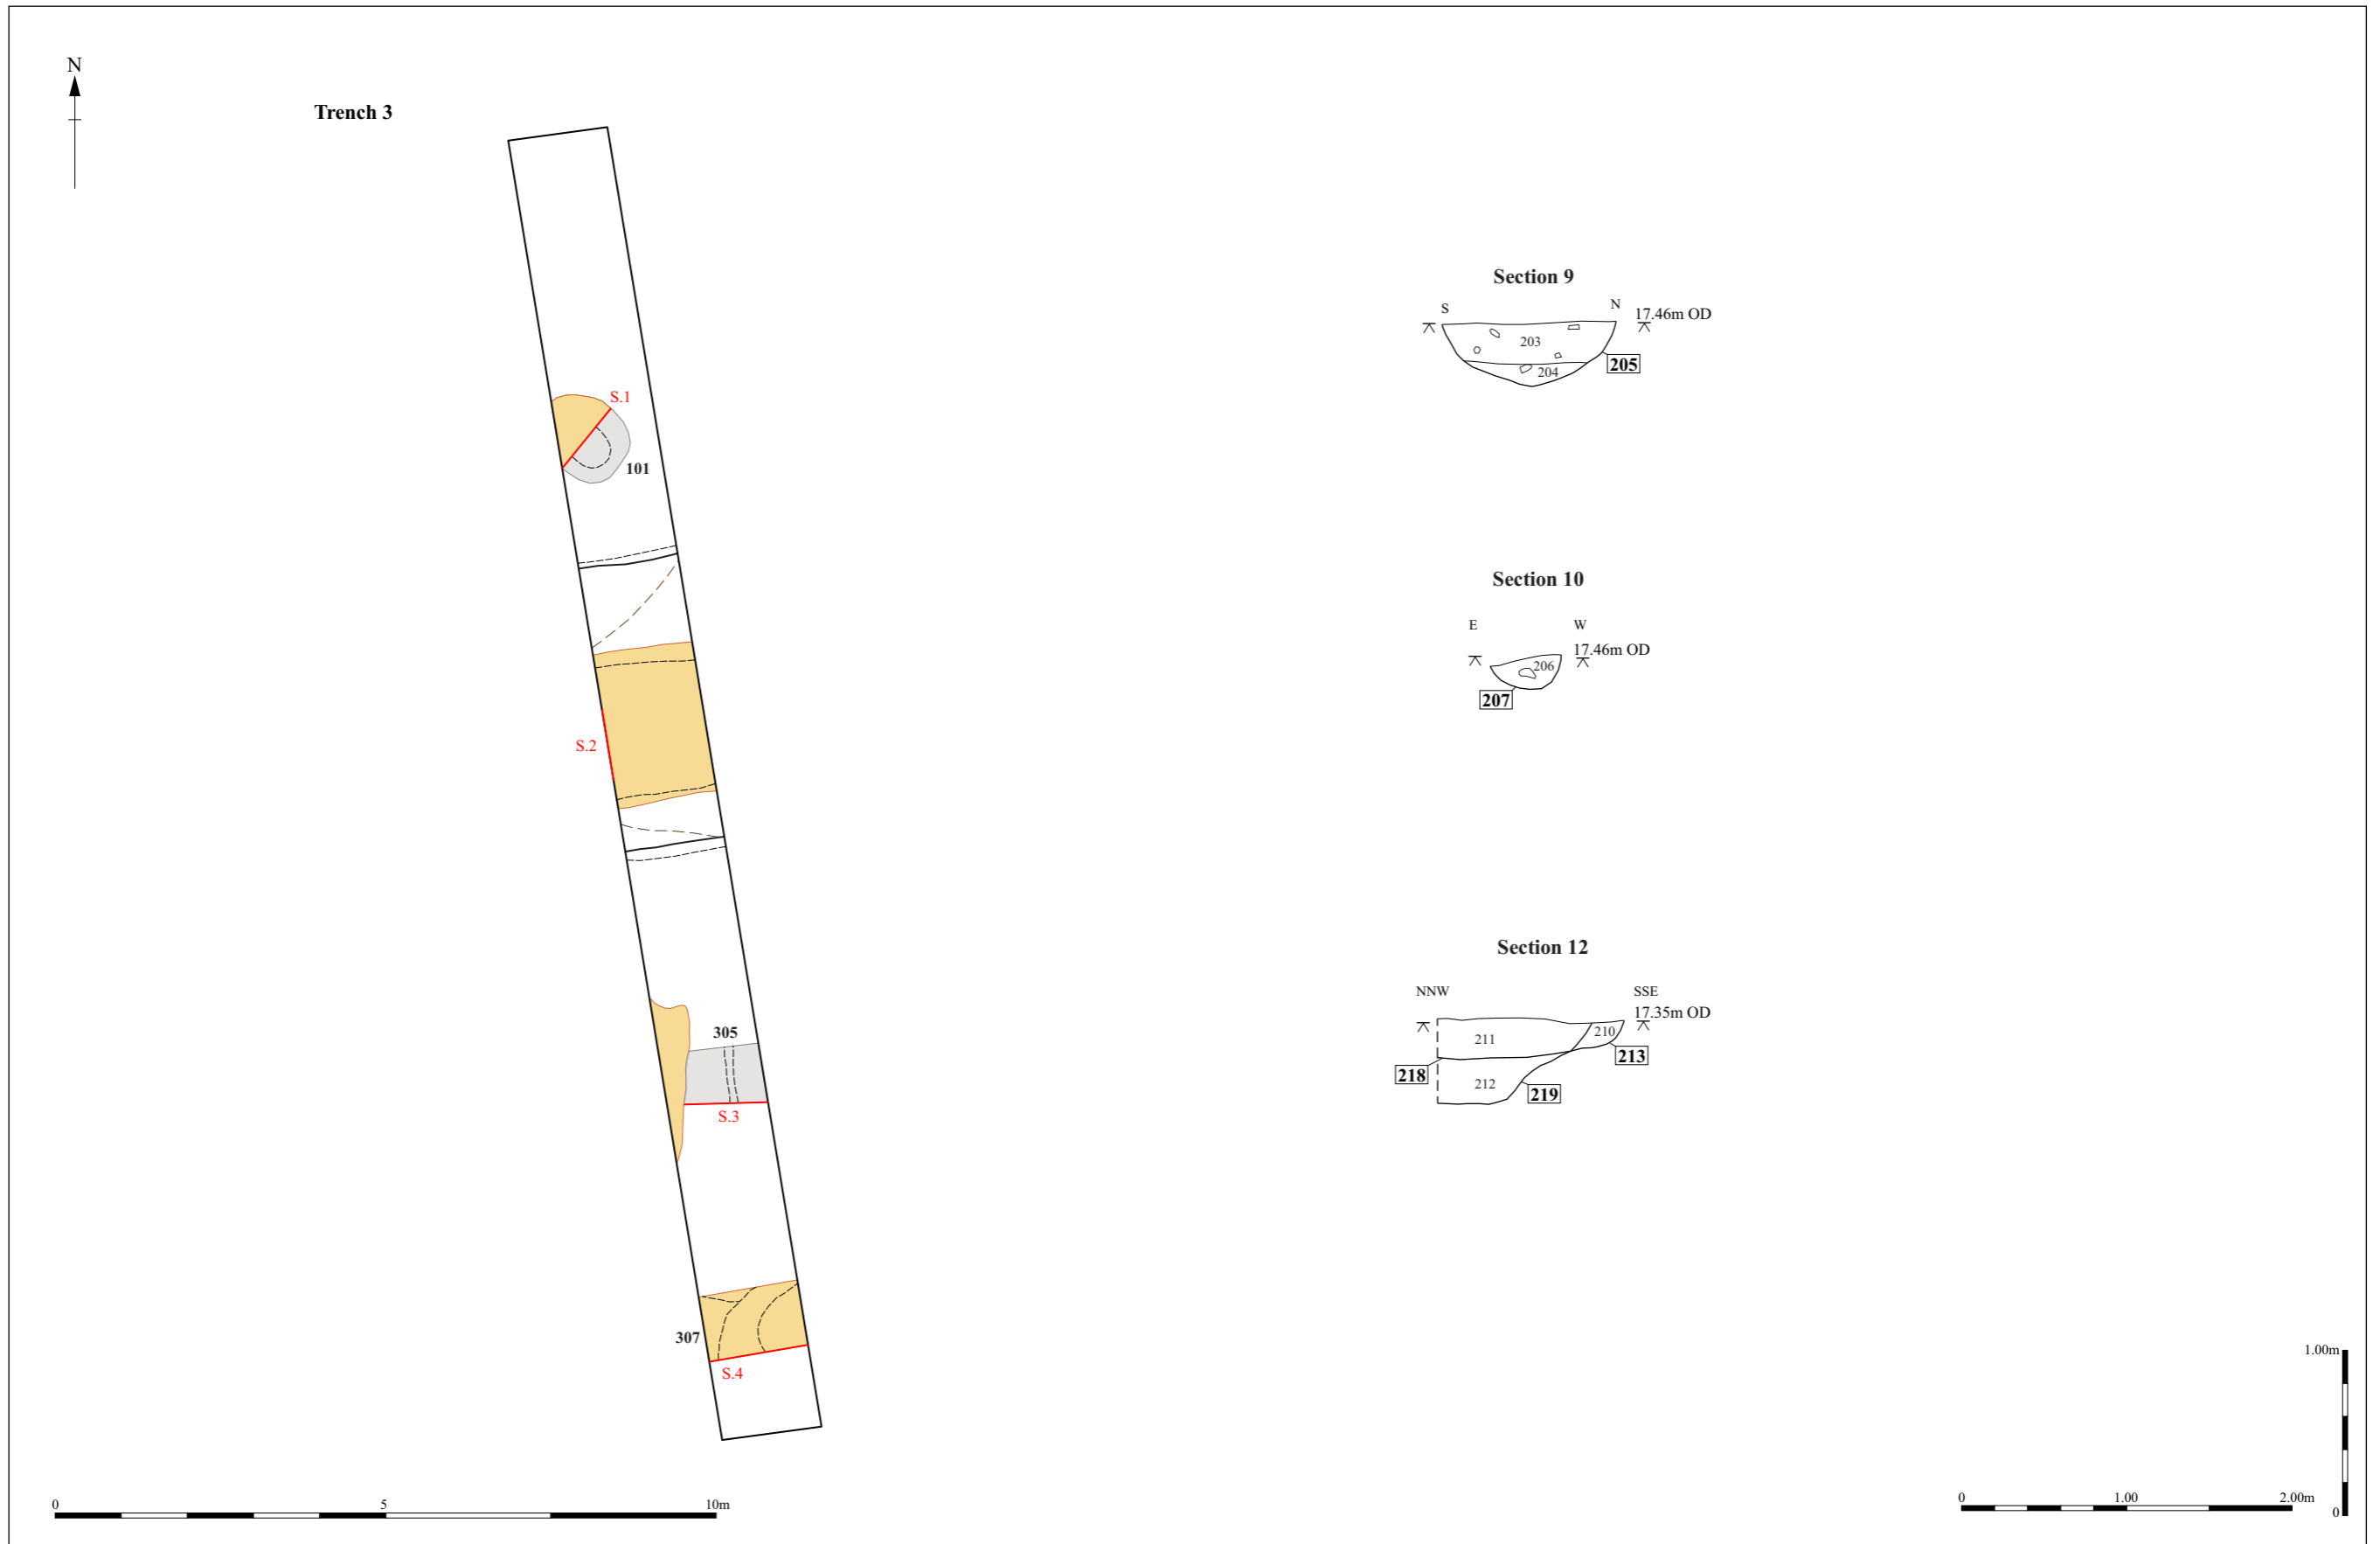 N
Trench 3
S.1
101
S.2
305
S.3
307
S.4
0 5 10m
Section 9
S N
17.46m OD
203
204
205
Section 10
E W
17.46m OD
206
207
Section 12
NNW SSE
17.35m OD
211
210
213
218
212
219
1.00m
0
0 1.00 2.00m